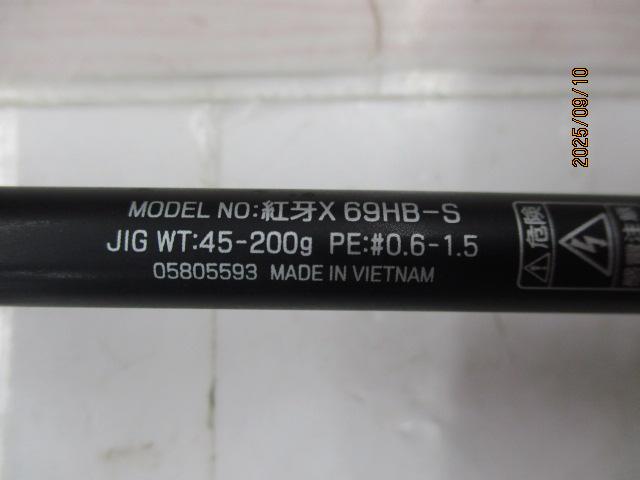 2025/09/10
MODEL NO:紅牙X 69HB-S
JIG WT:45-200g PE:#0.6-1.5
05805593 MADE IN VIETNAM
危険